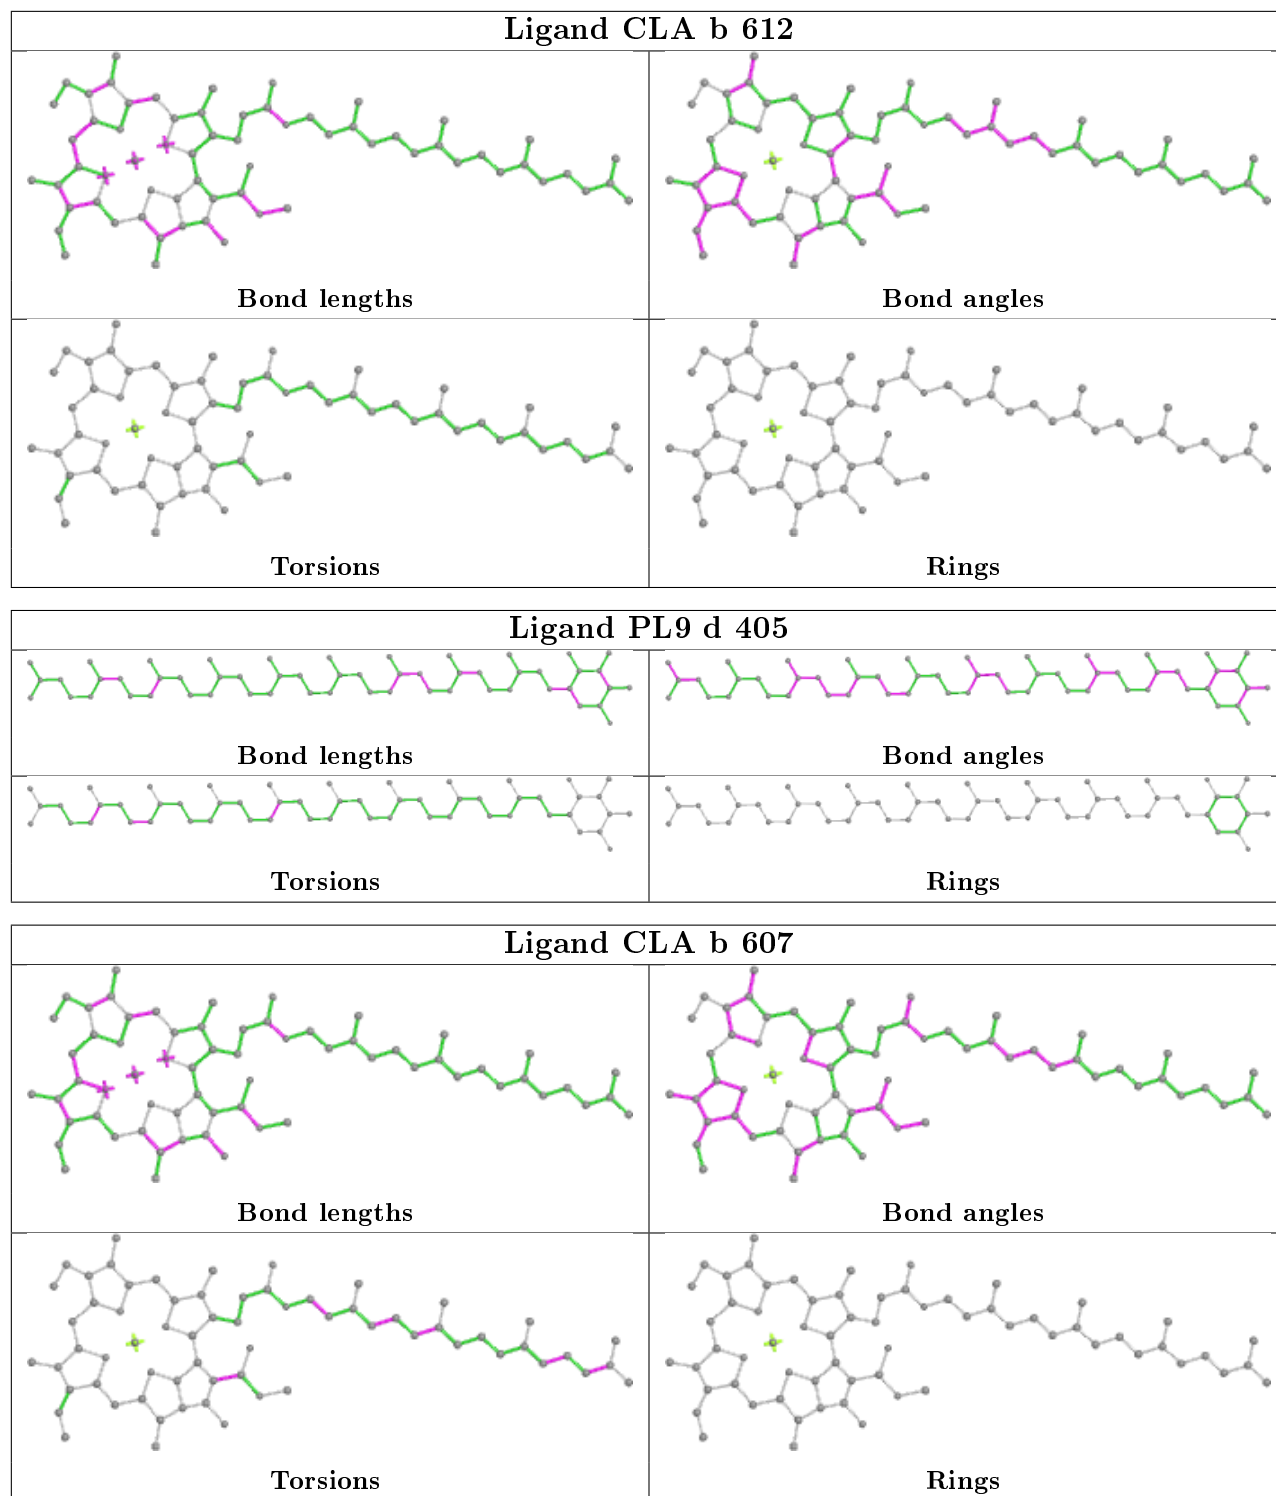 Ligand CLA b 612
Bond lengths
Bond angles
Torsions
Rings
Ligand PL9 d 405
Bond lengths
Bond angles
Torsions
Rings
Ligand CLA b 607
Bond lengths
Bond angles
Torsions
Rings